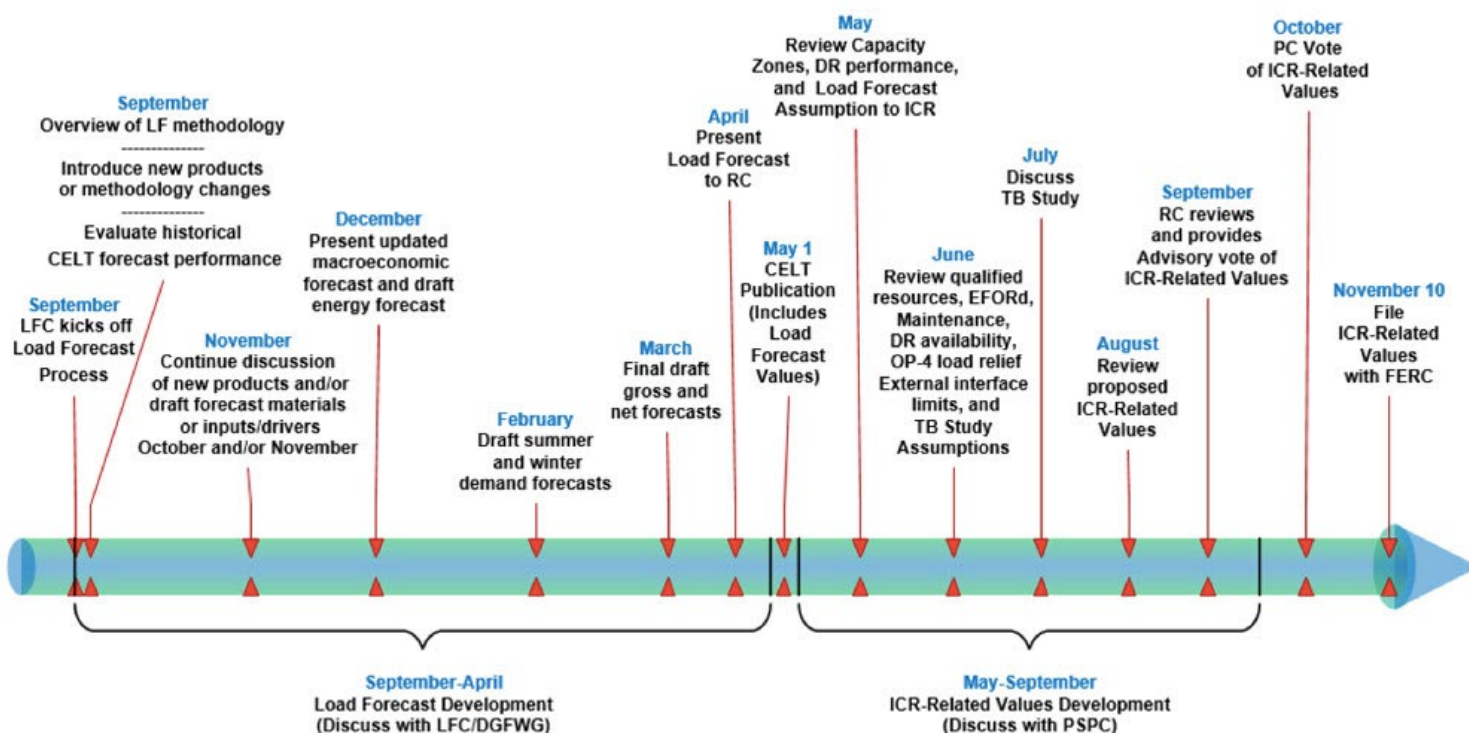 September
Overview of LF methodology
--------------
Introduce new products
or methodology changes
--------------
Evaluate historical
CELT forecast performance
September
LFC kicks off
Load Forecast
Process
November
Continue discussion
of new products and/or
draft forecast materials
or inputs/drivers
October and/or November
December
Present updated
macroeconomic
forecast and draft
energy forecast
February
Draft summer
and winter
demand forecasts
March
Final draft
gross and
net forecasts
April
Present
Load Forecast
to RC
May 1
CELT
Publication
(Includes
Load
Forecast
Values)
May
Review Capacity
Zones, DR performance,
and Load Forecast
Assumption to ICR
June
Review qualified
resources, EFORd,
Maintenance,
DR availability,
OP-4 load relief
External interface
limits, and
TB Study
Assumptions
July
Discuss
TB Study
August
Review
proposed
ICR-Related
Values
September
RC reviews
and provides
Advisory vote of
ICR-Related Values
October
PC Vote
of ICR-Related
Values
November 10
File
ICR-Related
Values
with FERC
September-April
Load Forecast Development
(Discuss with LFC/DGFWG)
May-September
ICR-Related Values Development
(Discuss with PSPC)